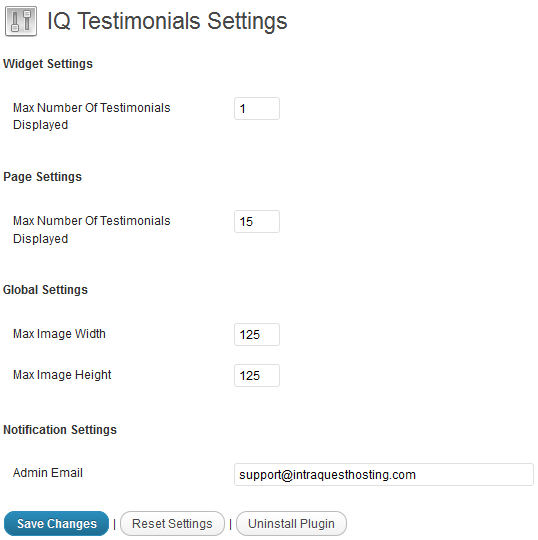 IQ Testimonials Settings
Widget Settings
Max Number Of Testimonials 1
Displayed
Page Settings
Max Number Of Testimonials 15
Displayed
Global Settings
Max Image Width 125
Max Image Height 125
Notification Settings
Admin Email support@intraquesthosting.com
Save Changes | Reset Settings | Uninstall Plugin